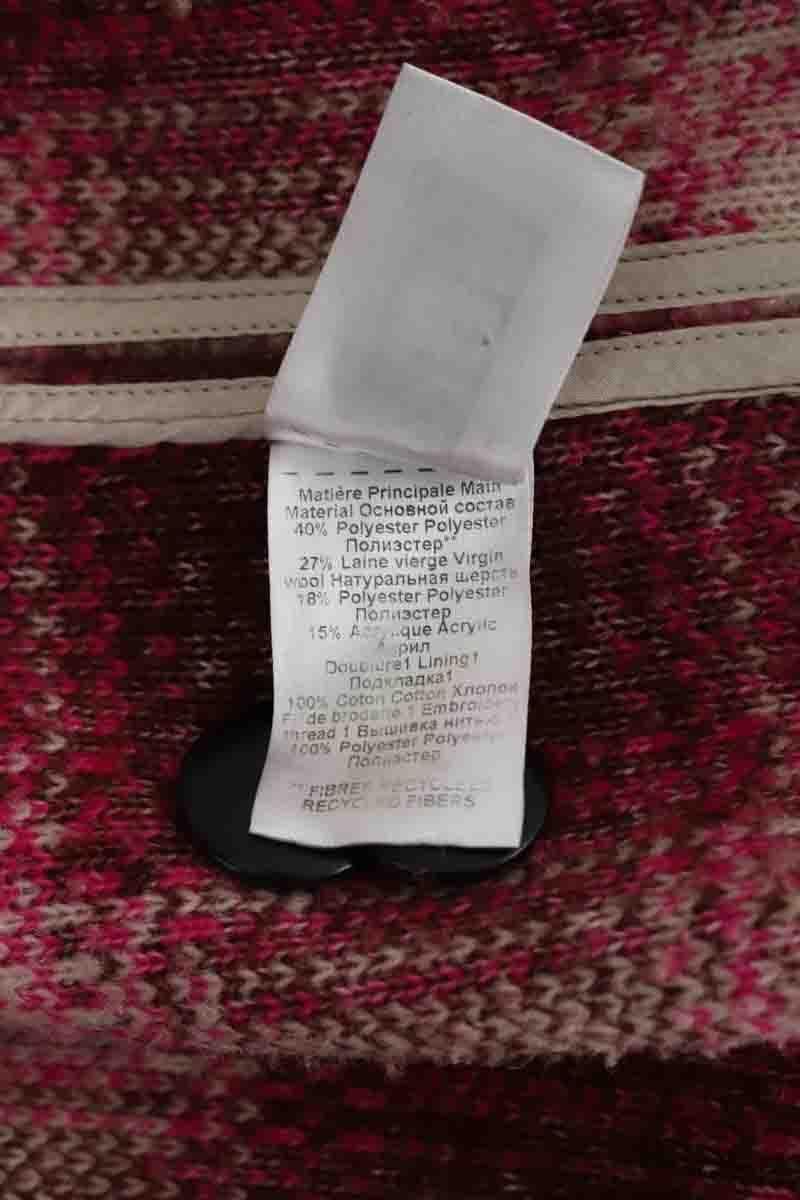 Matière Principale Main
Material Основной состав
40% Polyester Polyester
Полиэстер**
27% Laine vierge Virgin
wool Натуральная шерсть
18% Polyester Polyester
Полиэстер
15% Acrylique Acrylic
Акрил
Doublure1 Lining1
Подкладка1
100% Coton Cotton Хлопок
Fil de broderie 1 Embroidery
thread 1 Вышивка нитью 1
100% Polyester Polyester
Полиэстер
**FIBRES RECYCLEES
RECYCLED FIBERS